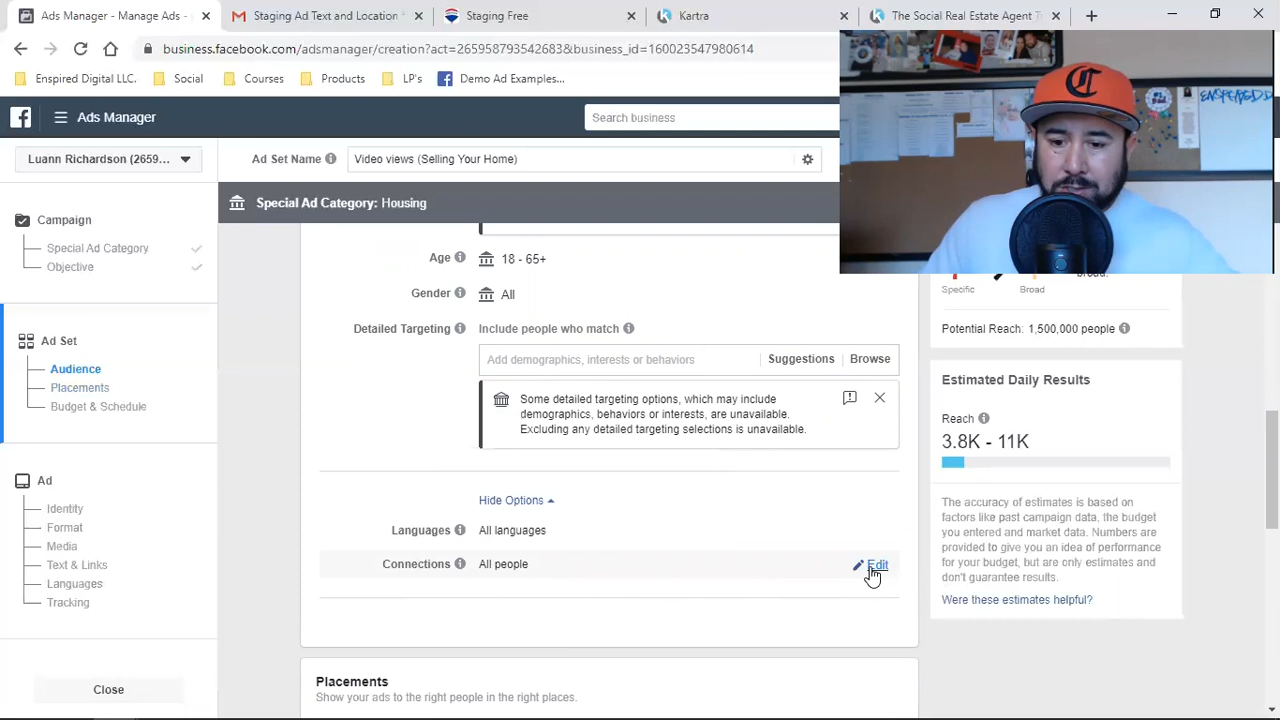 Ads Manager - Manage Ads -
Staging Ad Text and Location
Staging Free
Kartra
The Social Real Estate Agent T
business.facebook.com/adsmanager/creation?act=265958793542683&business_id=160023547980614
Enspired Digital LLC.
Social
Courses
Products
LP's
Demo Ad Examples...
Ads Manager
Search business
Luann Richardson (2659...
Ad Set Name
Video views (Selling Your Home)
Special Ad Category: Housing
Campaign
Special Ad Category
Objective
Ad Set
Audience
Placements
Budget & Schedule
Ad
Identity
Format
Media
Text & Links
Languages
Tracking
Close
Age
18 - 65+
Gender
All
Detailed Targeting
Include people who match
Add demographics, interests or behaviors
Suggestions
Browse
Some detailed targeting options, which may include
demographics, behaviors or interests, are unavailable.
Excluding any detailed targeting selections is unavailable.
Hide Options
Languages
All languages
Connections
All people
Edit
Placements
Show your ads to the right people in the right places.
broad.
Specific
Broad
Potential Reach: 1,500,000 people
Estimated Daily Results
Reach
3.8K - 11K
The accuracy of estimates is based on
factors like past campaign data, the budget
you entered and market data. Numbers are
provided to give you an idea of performance
for your budget, but are only estimates and
don't guarantee results.
Were these estimates helpful?